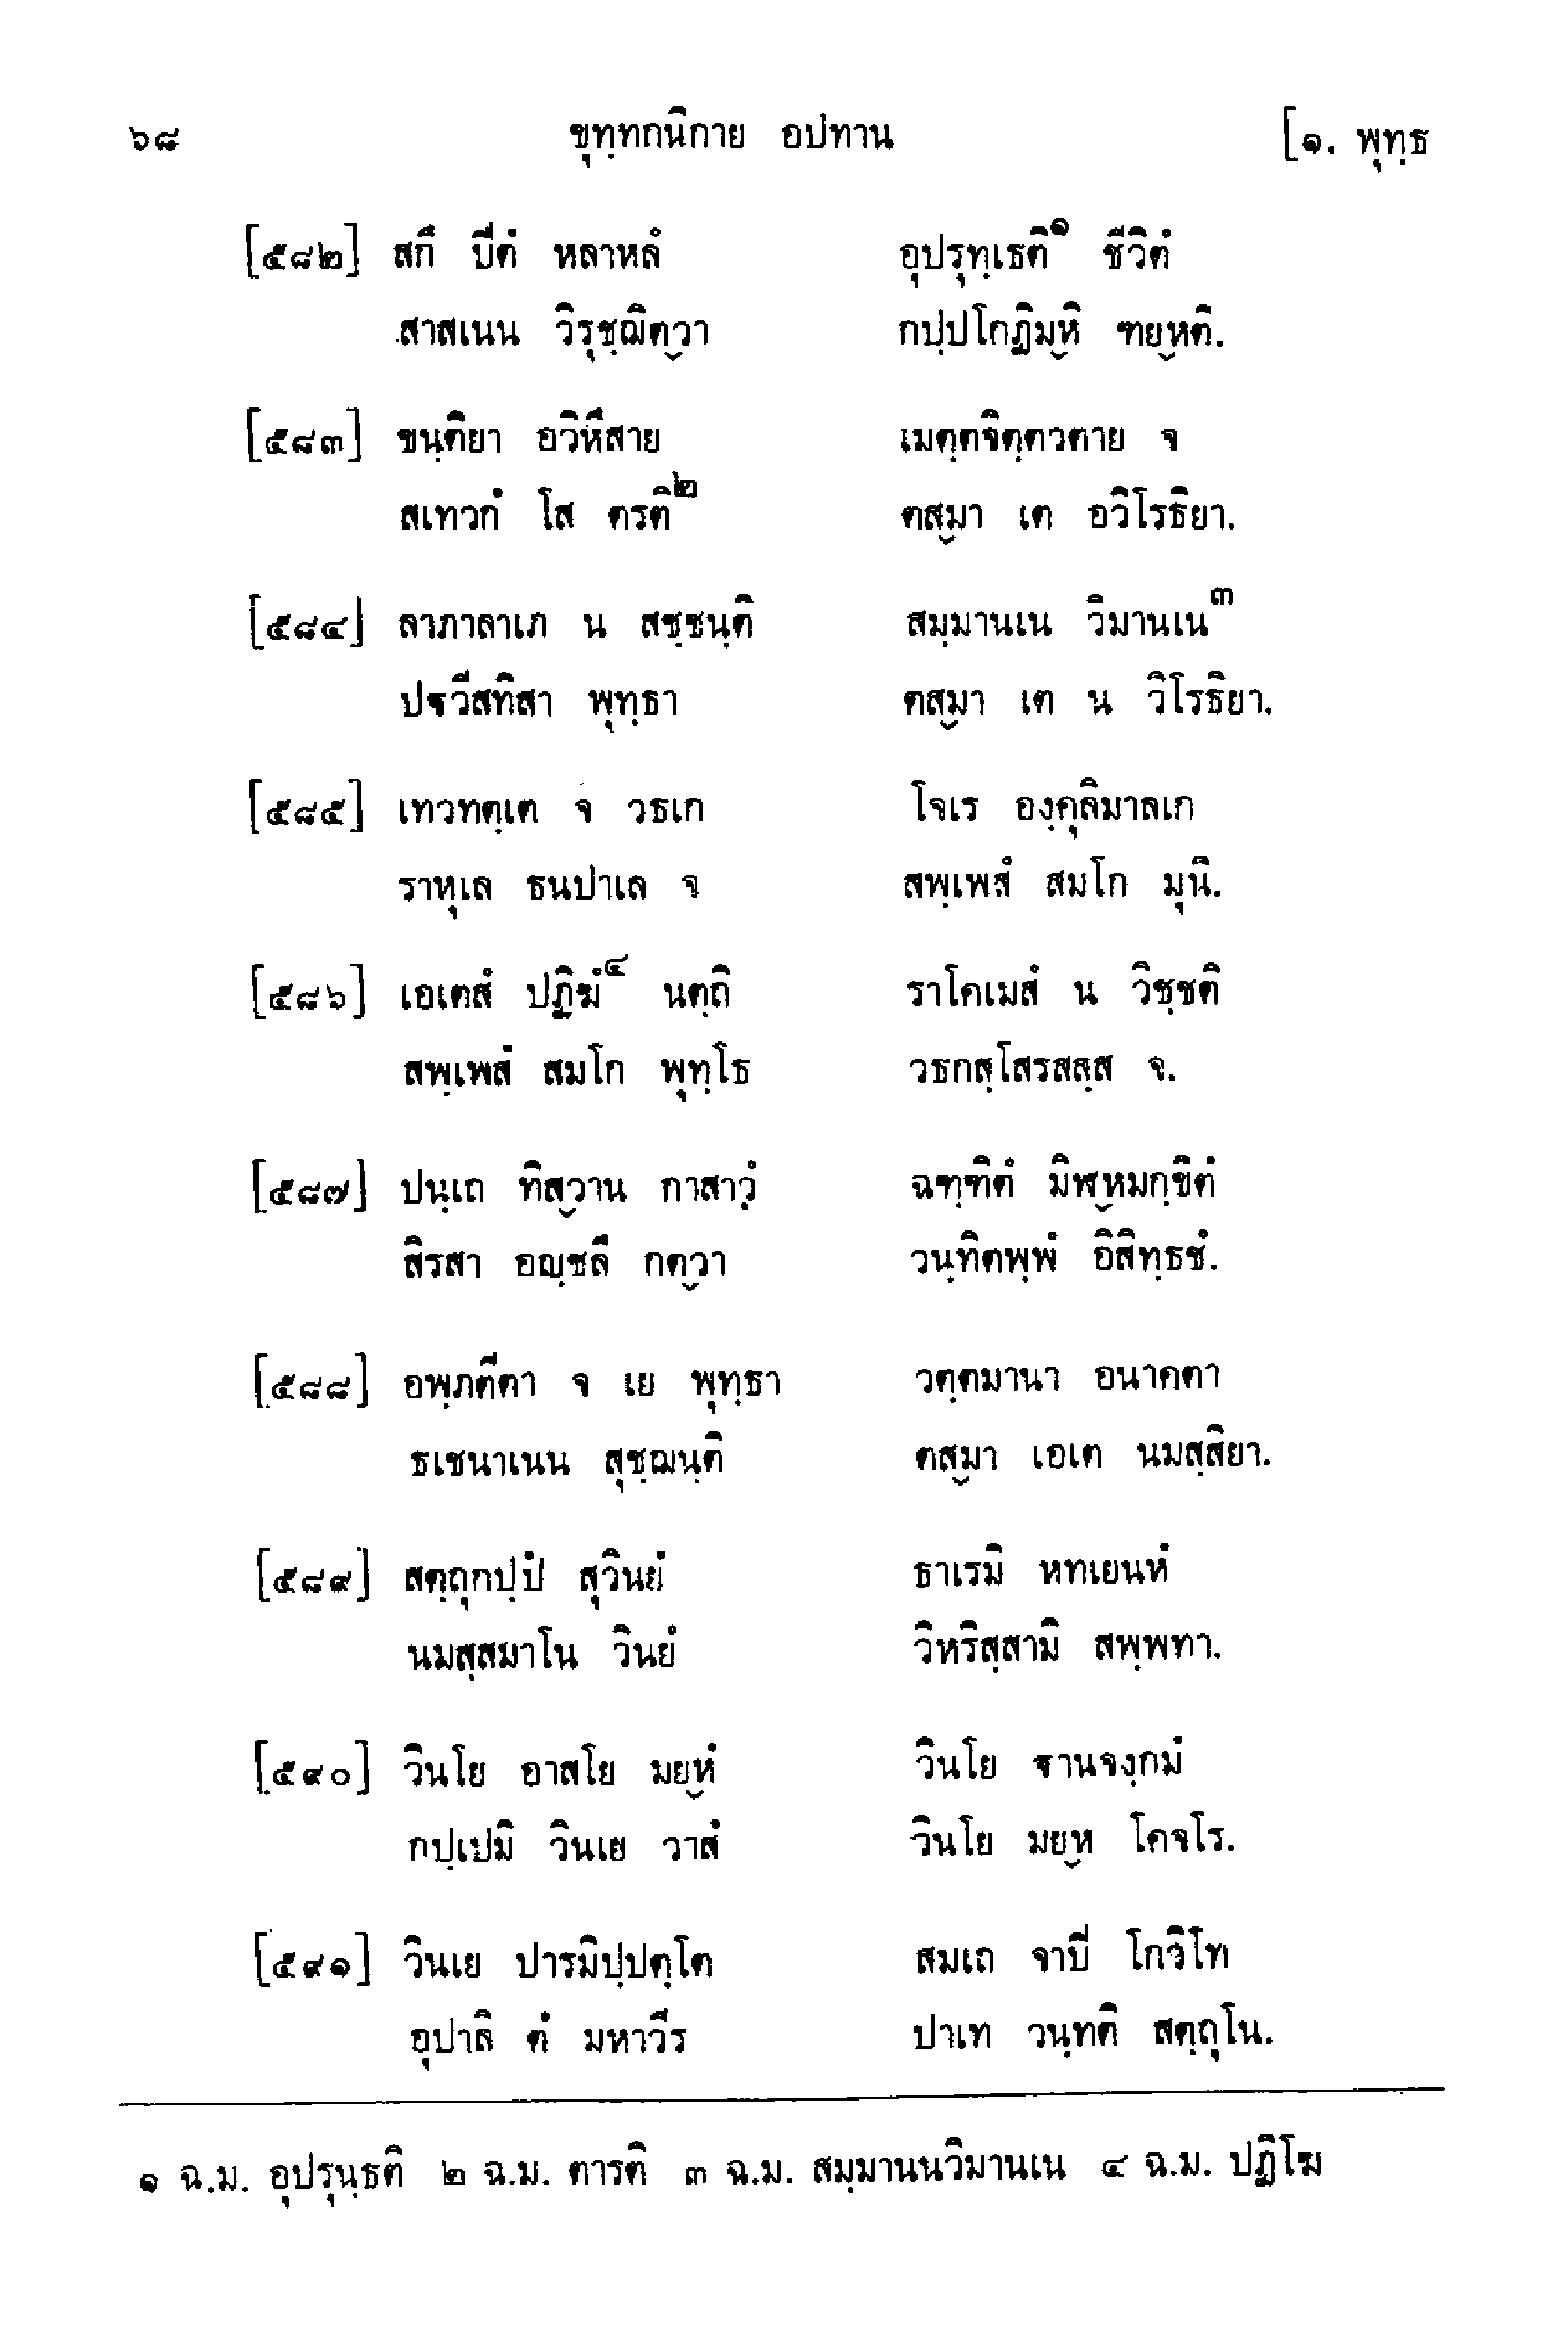 ๖๘ ขุทฺทกนิกาย อปทาน [๑. พุทฺธ
[๕๘๒] สกึ ปีตํ หลาหลํ อุปรุทฺเธติ๑ ชีวิตํ
สาสเนน วิรุชฺฌิตฺวา กปฺปโกฏิมฺหิ ฑยฺหติ.
[๕๘๓] ขนฺติยา อวิหึสาย เมตฺตจิตฺตวตาย จ
สเทวกํ โส ตรติ๒ ตสฺมา เต อวิโรธิยา.
[๕๘๔] ลาภาลาเภ น สชฺชนฺติ สมฺมานเน วิมานเน๓
ปฐวีสทิสา พุทฺธา ตสฺมา เต น วิโรธิยา.
[๕๘๕] เทวทตฺเต จ วธเก โจเร องฺคุลิมาลเก
ราหุเล ธนปาเล จ สพฺเพสํ สมโก มุนิ.
[๕๘๖] เอเตสํ ปฏิฆํ๔ นตฺถิ ราโคเมสํ น วิชฺชติ
สพฺเพสํ สมโก พุทฺโธ วธกสฺโสรสสฺส จ.
[๕๘๗] ปนฺเถ ทิสฺวาน กาสาวํ ฉฑฺฑิตํ มิฬฺหมกฺขิตํ
สิรสา อญฺชลึ กตฺวา วนฺทิตพฺพํ อิสิทฺธชํ.
[๕๘๘] อพฺภตีตา จ เย พุทฺธา วตฺตมานา อนาคตา
ธเชนาเนน สุชฺฌนฺติ ตสฺมา เอเต นมสฺสิยา.
[๕๘๙] สตฺถุกปฺปํ สุวินยํ ธาเรมิ หทเยนหํ
นมสฺสมาโน วินยํ วิหริสฺสามิ สพฺพทา.
[๕๙๐] วินโย อาสโย มยฺหํ วินโย ฐานจงฺกมํ
กปฺเปมิ วินเย วาสํ วินโย มยฺห โคจโร.
[๕๙๑] วินเย ปารมิปฺปตฺโต สมเถ จาปิ โกวิโท
อุปาลิ ตํ มหาวีร ปาเท วนฺทติ สตฺถุโน.
๑ ฉ.ม. อุปรุนฺธติ ๒ ฉ.ม. ตารติ ๓ ฉ.ม. สมฺมานนวิมานเน ๔ ฉ.ม. ปฏิโฆ